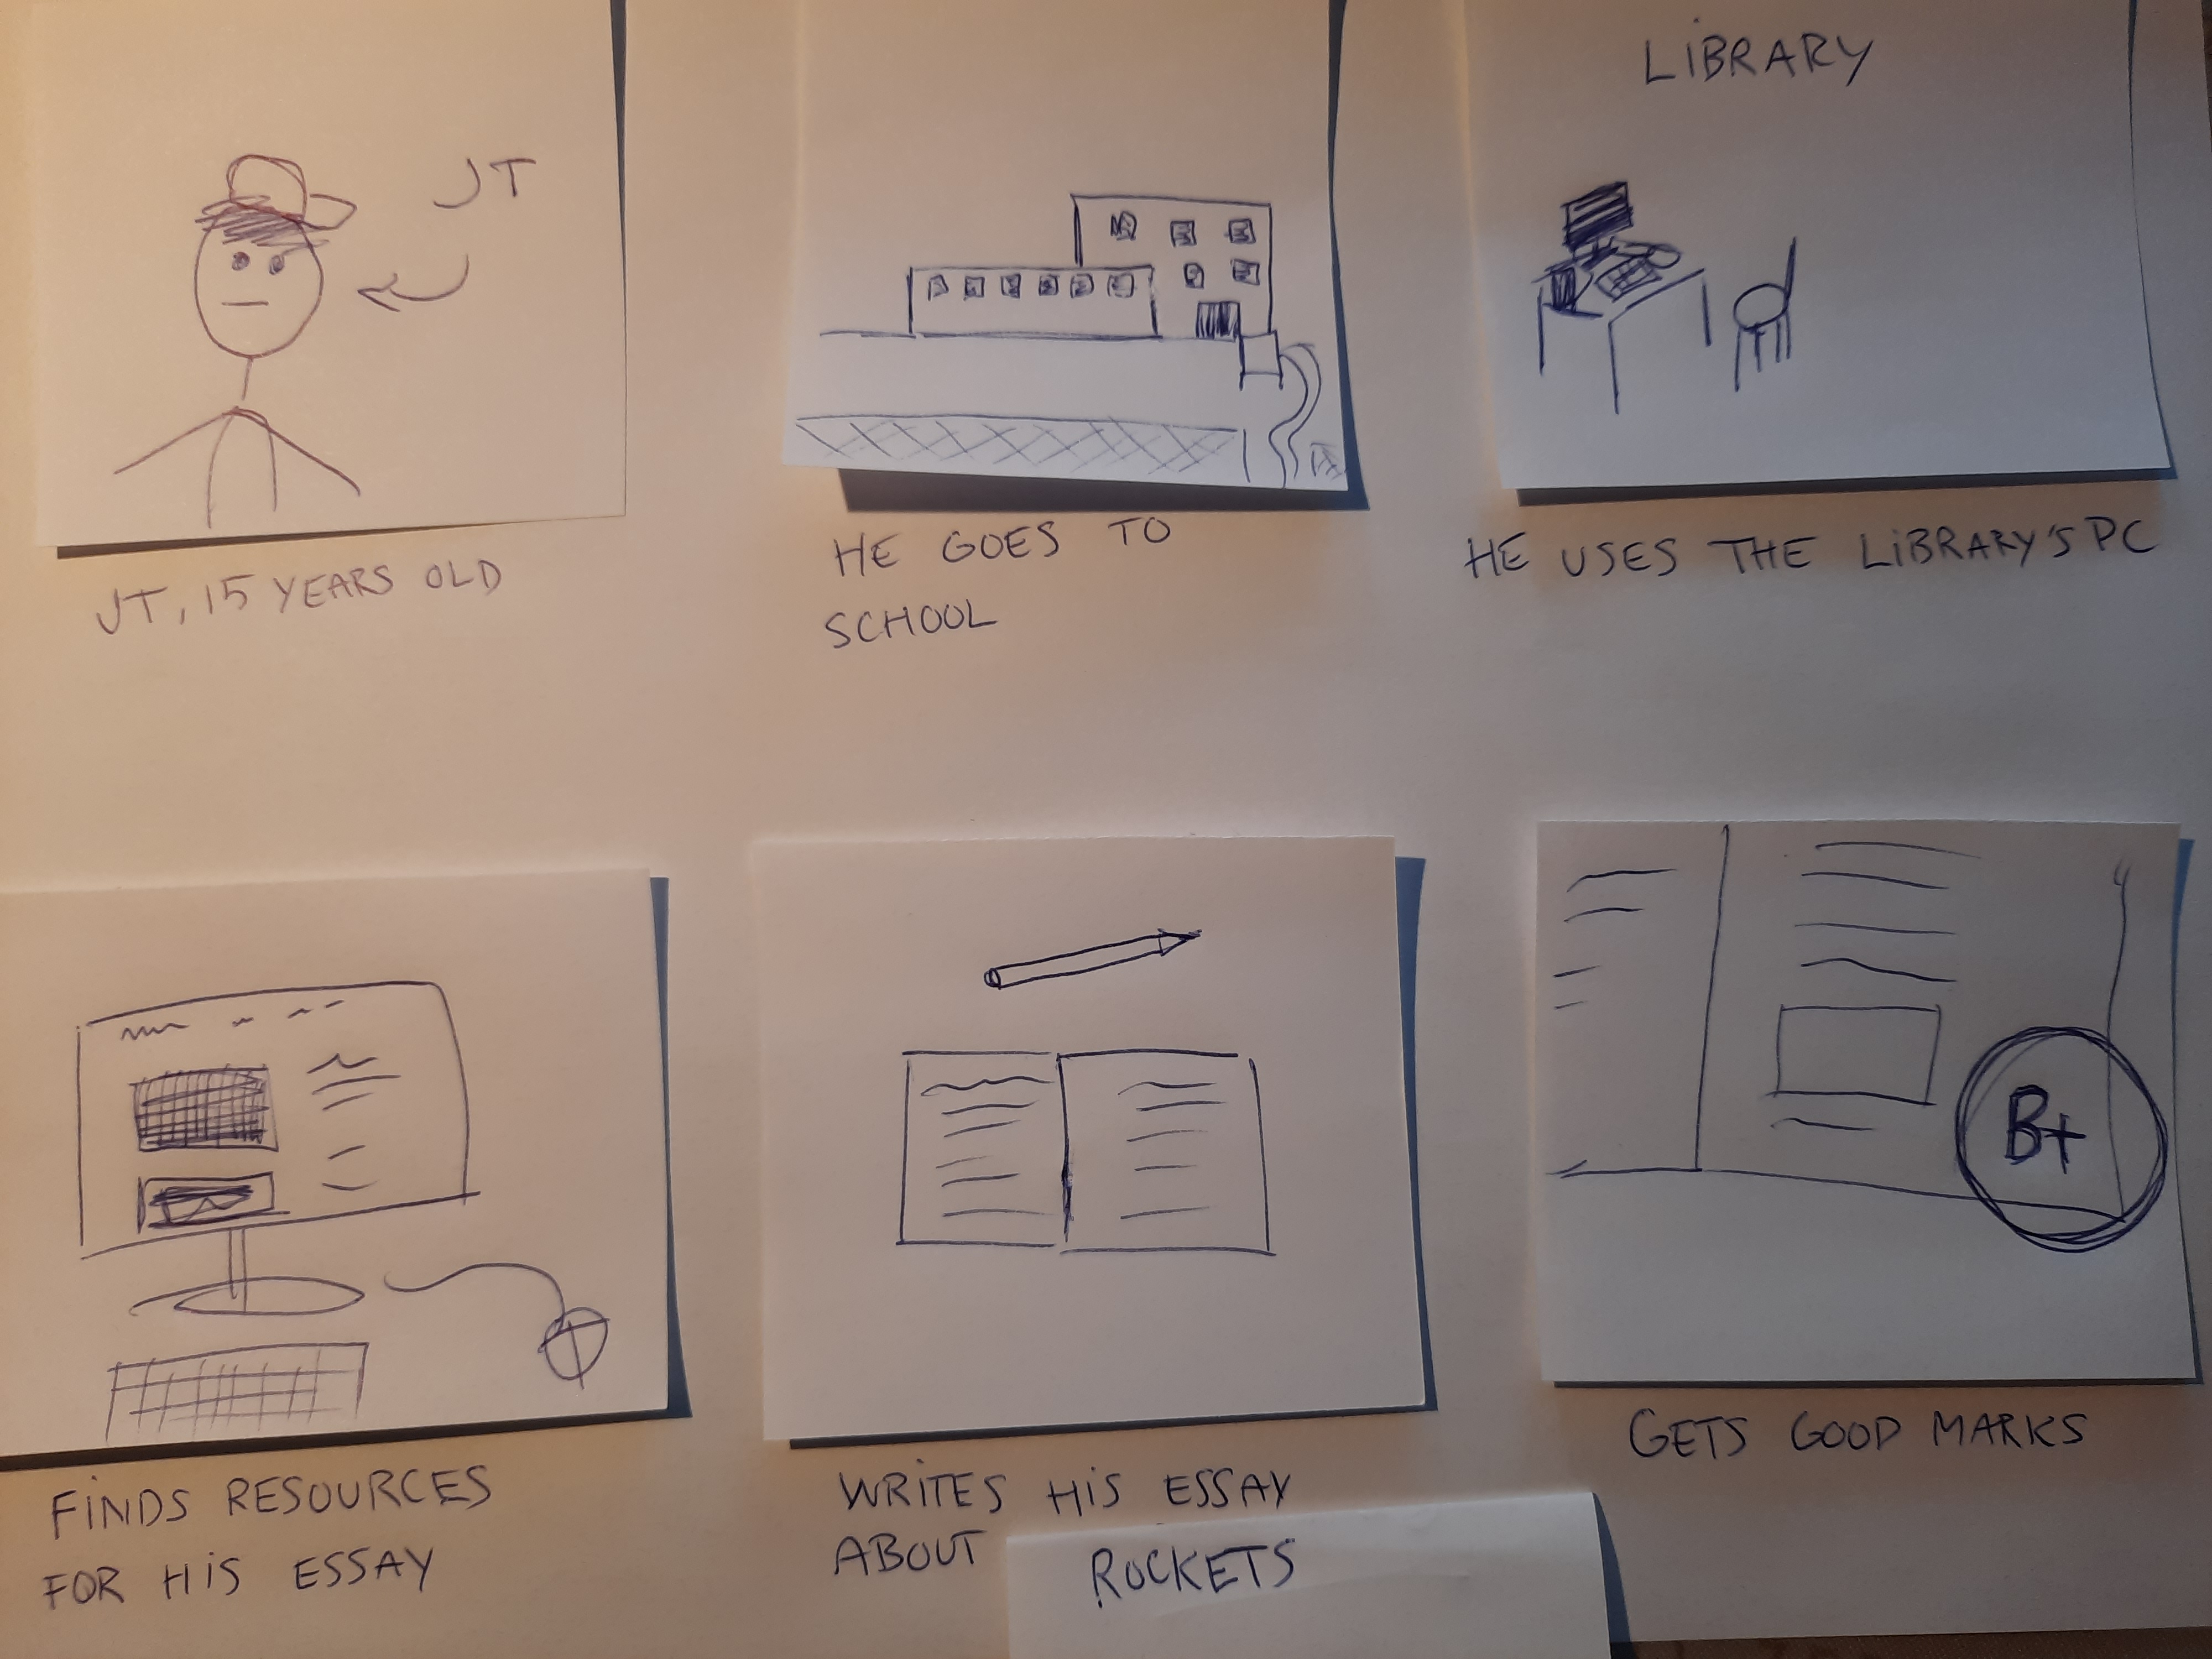 JT
JT, 15 YEARS OLD
HE GOES TO
SCHOOL
LIBRARY
HE USES THE LIBRARY'S PC
FINDS RESOURCES
FOR HIS ESSAY
WRITES HIS ESSAY
ABOUT ROCKETS
B+
GETS GOOD MARKS